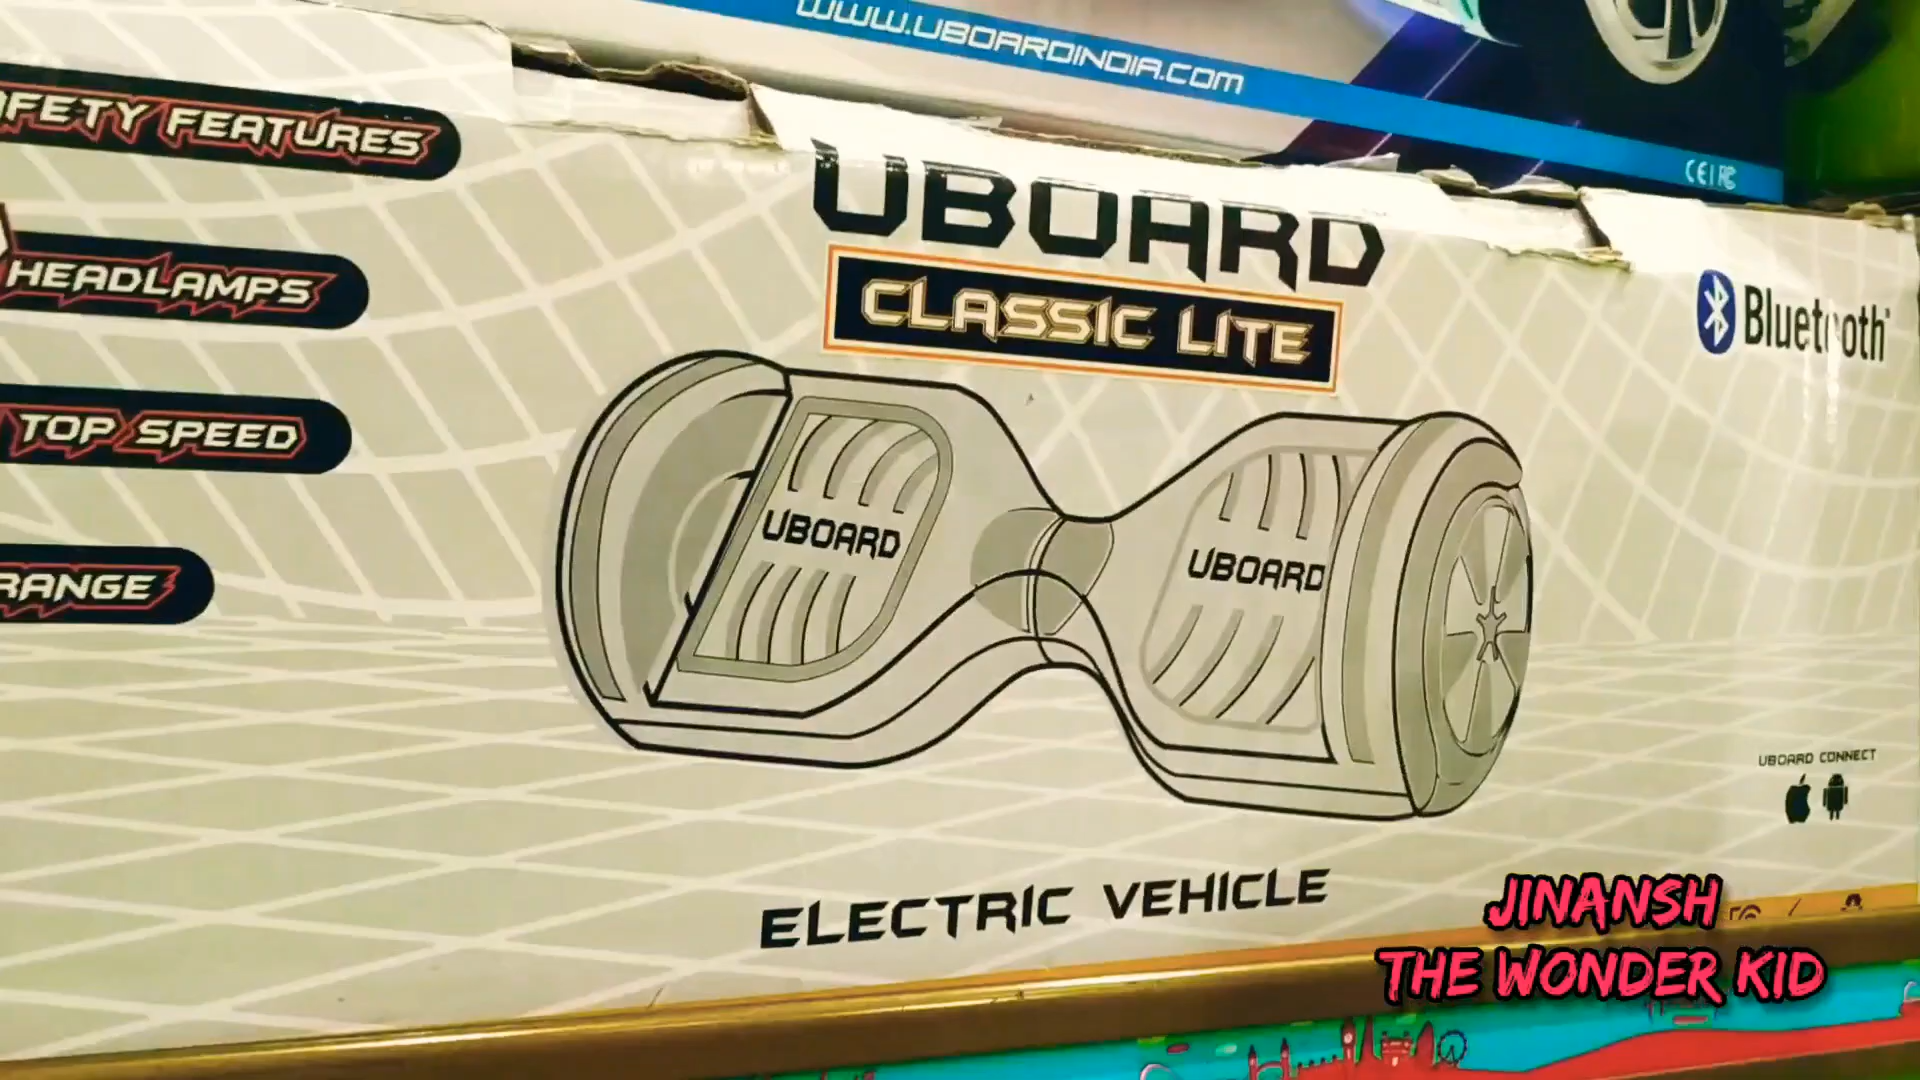 WWW.UBOARDINDIA.COM
CE
UBOARD
CLASSIC LITE
FEATURES
HEADLAMPS
TOP SPEED
RANGE
Bluetooth
UBOARD
UBOARD
UBOARD CONNECT
ELECTRIC VEHICLE
JINANSH
THE WONDER KID